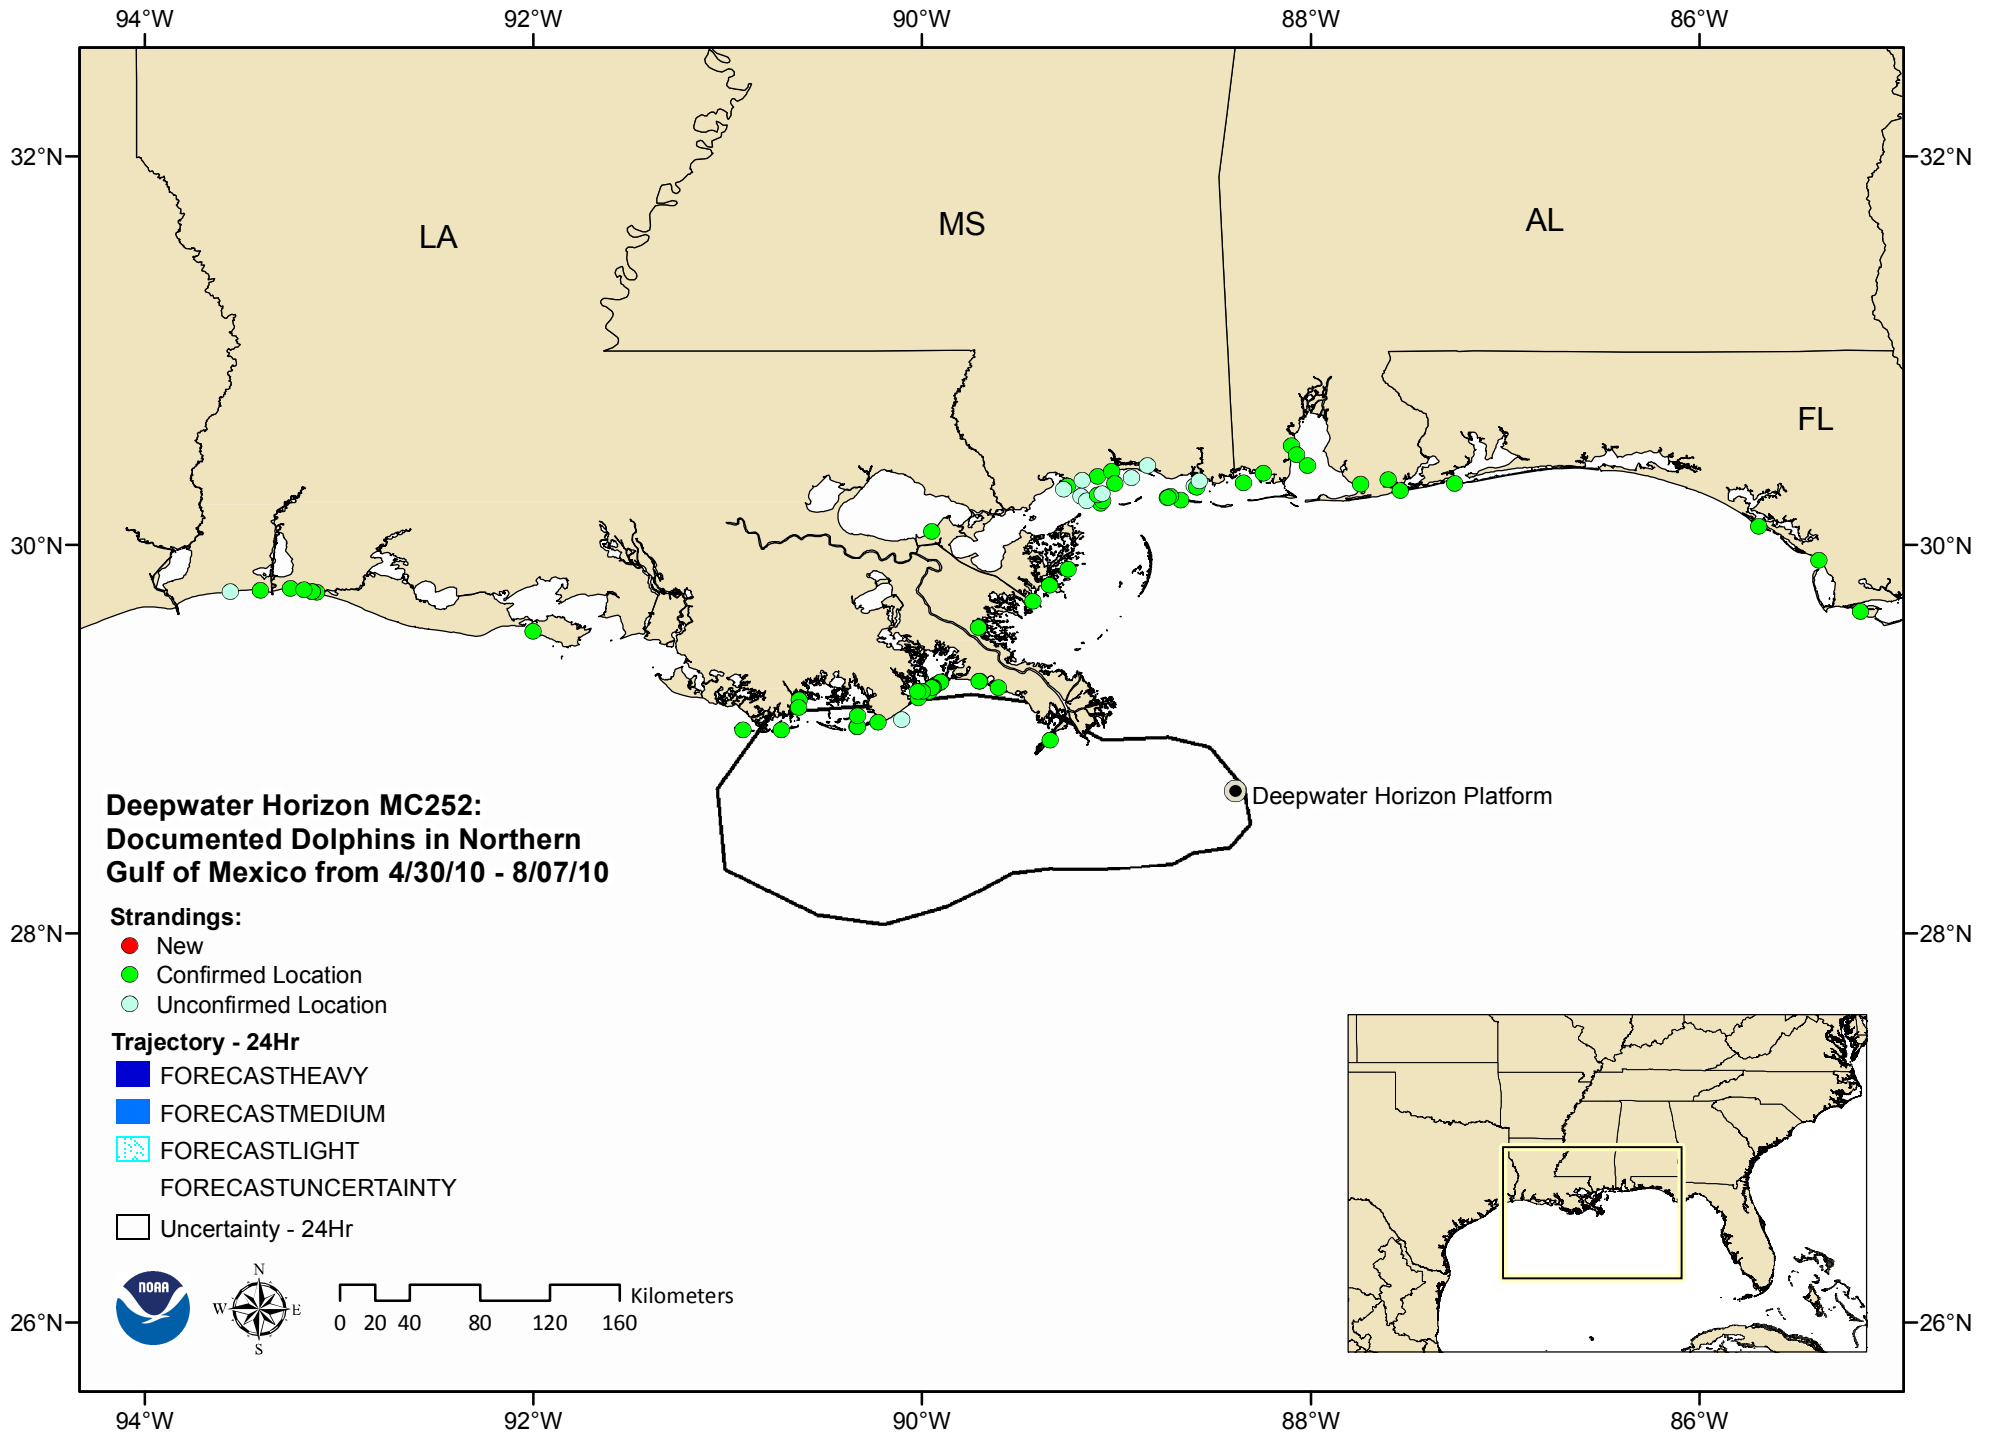 94°W 92°W 90°W 88°W 86°W
32°N 32°N
LA MS AL
FL
30°N 30°N
Deepwater Horizon Platform
Deepwater Horizon MC252:
Documented Dolphins in Northern
Gulf of Mexico from 4/30/10 - 8/07/10
28°N 28°N
Strandings:
New
Confirmed Location
Unconfirmed Location
Trajectory - 24Hr
FORECASTHEAVY
FORECASTMEDIUM
FORECASTLIGHT
FORECASTUNCERTAINTY
Uncertainty - 24Hr
NOAA
N
W E
S
Kilometers
0 20 40 80 120 160
26°N 26°N
94°W 92°W 90°W 88°W 86°W